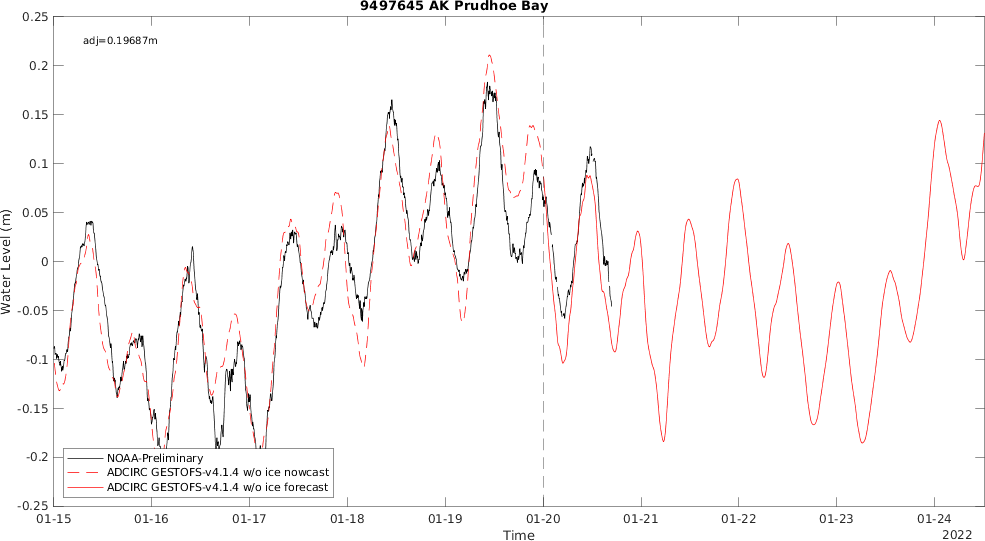 9497645 AK Prudhoe Bay
adj=0.19687m
0.25
0.2
0.15
0.1
0.05
0
-0.05
-0.1
-0.15
-0.2
-0.25
Water Level (m)
NOAA-Preliminary
ADCIRC GESTOFS-v4.1.4 w/o ice nowcast
ADCIRC GESTOFS-v4.1.4 w/o ice forecast
01-15 01-16 01-17 01-18 01-19 01-20 01-21 01-22 01-23 01-24
Time
2022